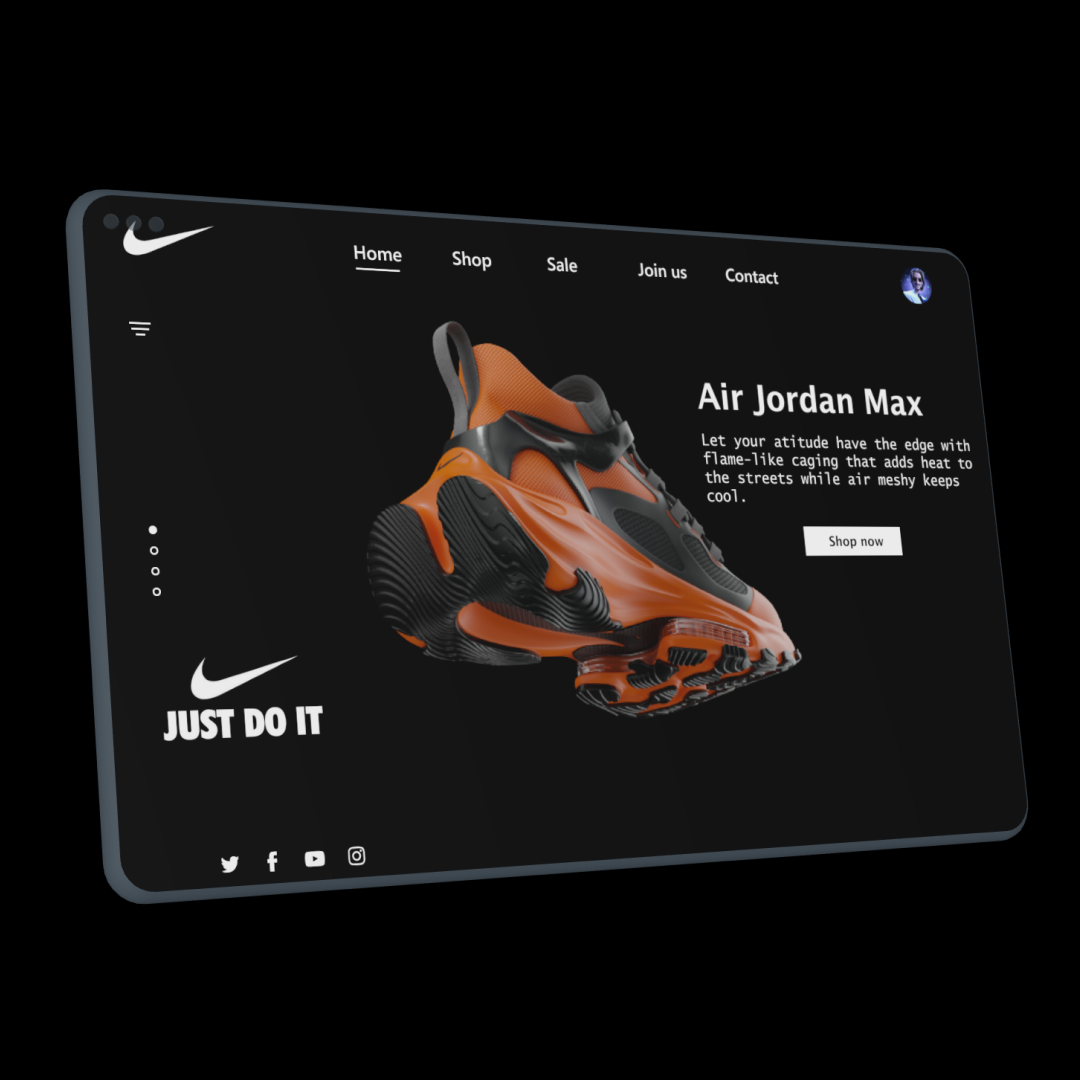 Home
Shop
Sale
Join us
Contact
Air Jordan Max
Let your atitude have the edge with
flame-like caging that adds heat to
the streets while air meshy keeps
cool.
Shop now
JUST DO IT